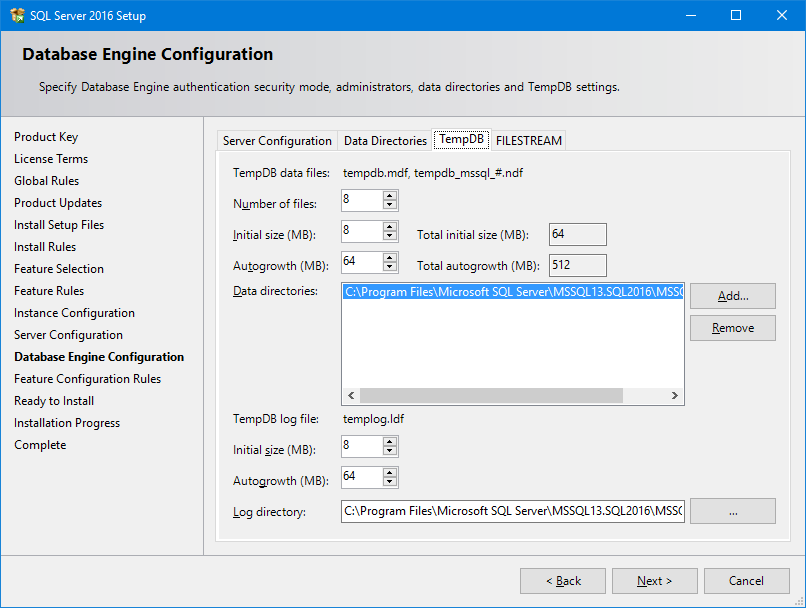 SQL Server 2016 Setup
Database Engine Configuration
Specify Database Engine authentication security mode, administrators, data directories and TempDB settings.
Product Key
License Terms
Global Rules
Product Updates
Install Setup Files
Install Rules
Feature Selection
Feature Rules
Instance Configuration
Server Configuration
Database Engine Configuration
Feature Configuration Rules
Ready to Install
Installation Progress
Complete
Server Configuration Data Directories TempDB FILESTREAM
TempDB data files: tempdb.mdf, tempdb_mssql_#.ndf
Number of files: 8
Initial size (MB): 8 Total initial size (MB): 64
Autogrowth (MB): 64 Total autogrowth (MB): 512
Data directories: C:\Program Files\Microsoft SQL Server\MSSQL13.SQL2016\MSSQ Add...
Remove
TempDB log file: templog.ldf
Initial size (MB): 8
Autogrowth (MB): 64
Log directory: C:\Program Files\Microsoft SQL Server\MSSQL13.SQL2016\MSSQ ...
< Back Next > Cancel